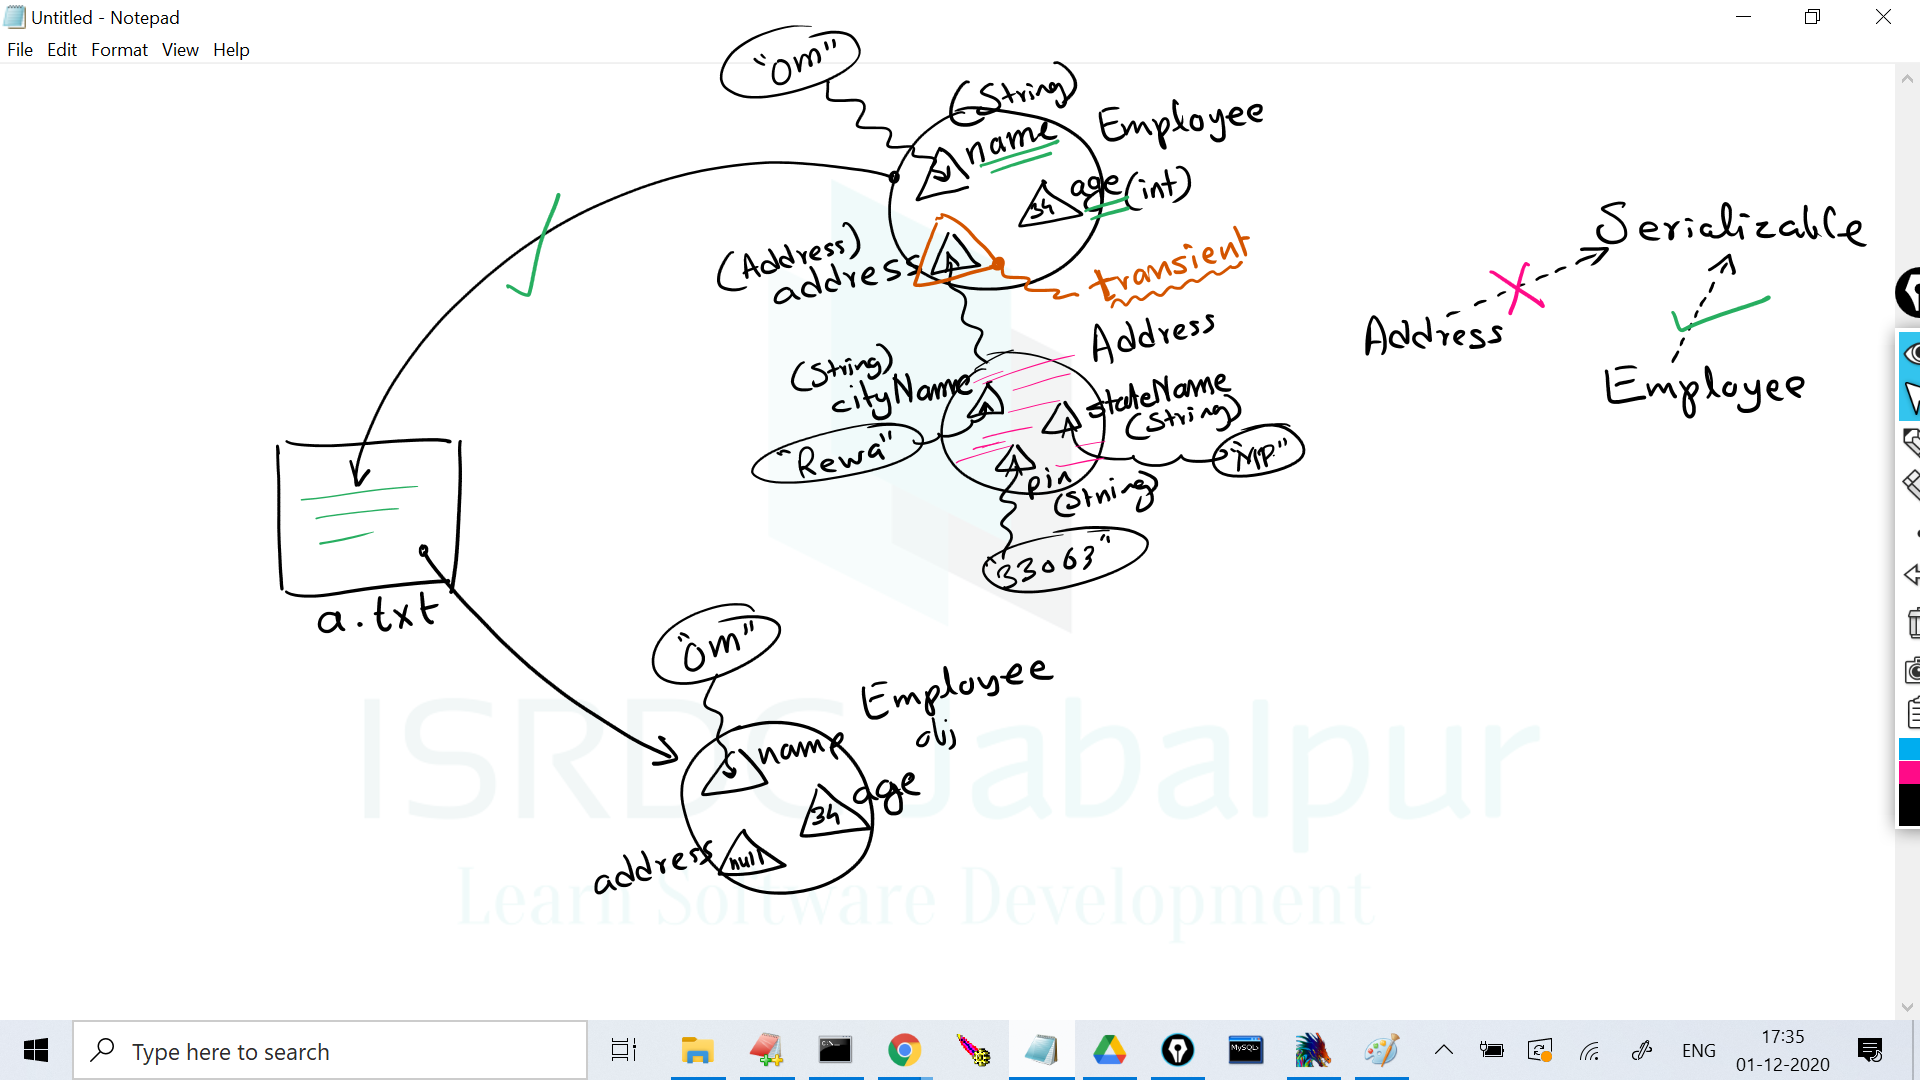 Untitled - Notepad
File Edit Format View Help
"Om"
(String)
name
Employee
age (int)
34
(Address)
address
transient
Serializable
Address
Employee
Address
(String)
cityName
stateName
(String)
"Rewa"
"MP"
pin
(String)
"33063"
a.txt
"Om"
Employee
obj
name
age
34
address
null
ISRDC Jabalpur
Learn Software Development
Type here to search
MySQL
ENG
17:35
01-12-2020